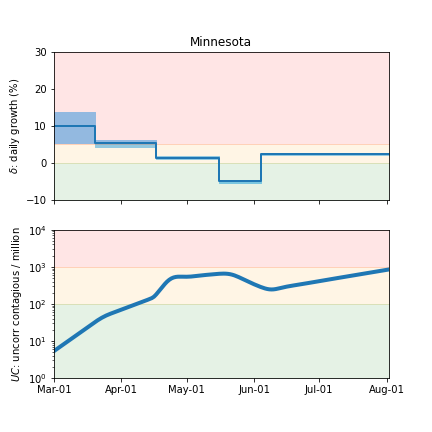 Minnesota
δ: daily growth (%)
30
20
10
0
−10
UC: uncorr contagious / million
10⁴
10³
10²
10¹
10⁰
Mar-01 Apr-01 May-01 Jun-01 Jul-01 Aug-01